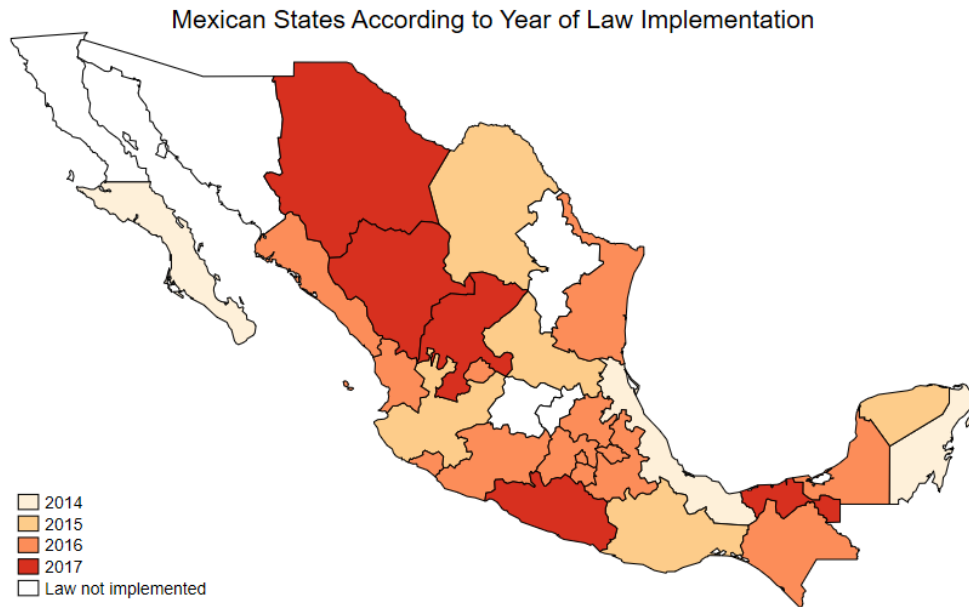 Mexican States According to Year of Law Implementation
2014
2015
2016
2017
Law not implemented